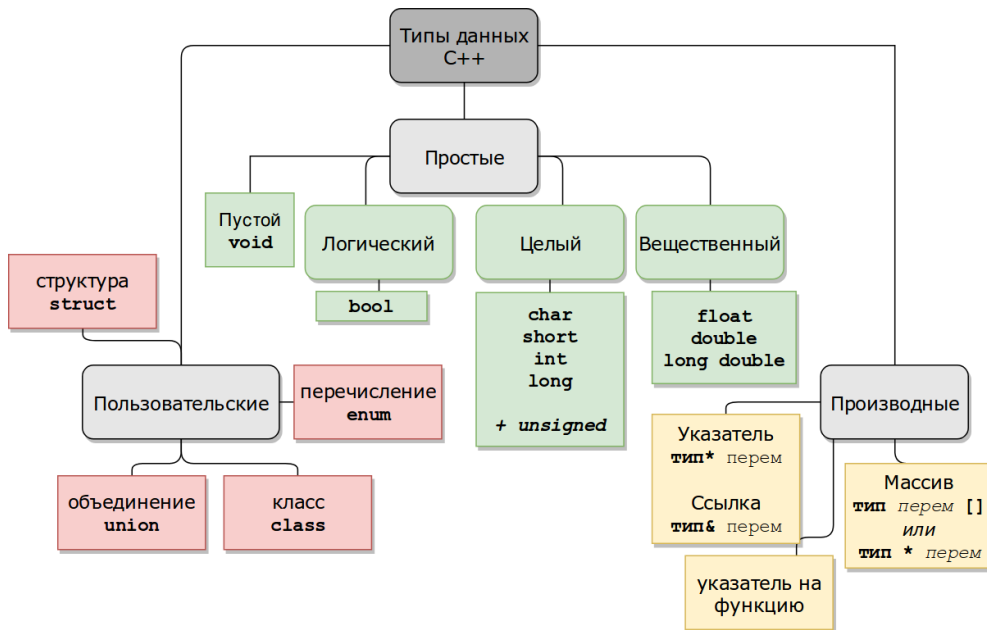 Типы данных
C++
Простые
Пустой
void
Логический
bool
Целый
char
short
int
long
+ unsigned
Вещественный
float
double
long double
структура
struct
Пользовательские
перечисление
enum
объединение
union
класс
class
Производные
Указатель
тип* перем
Ссылка
тип& перем
Массив
тип перем []
или
тип * перем
указатель на
функцию